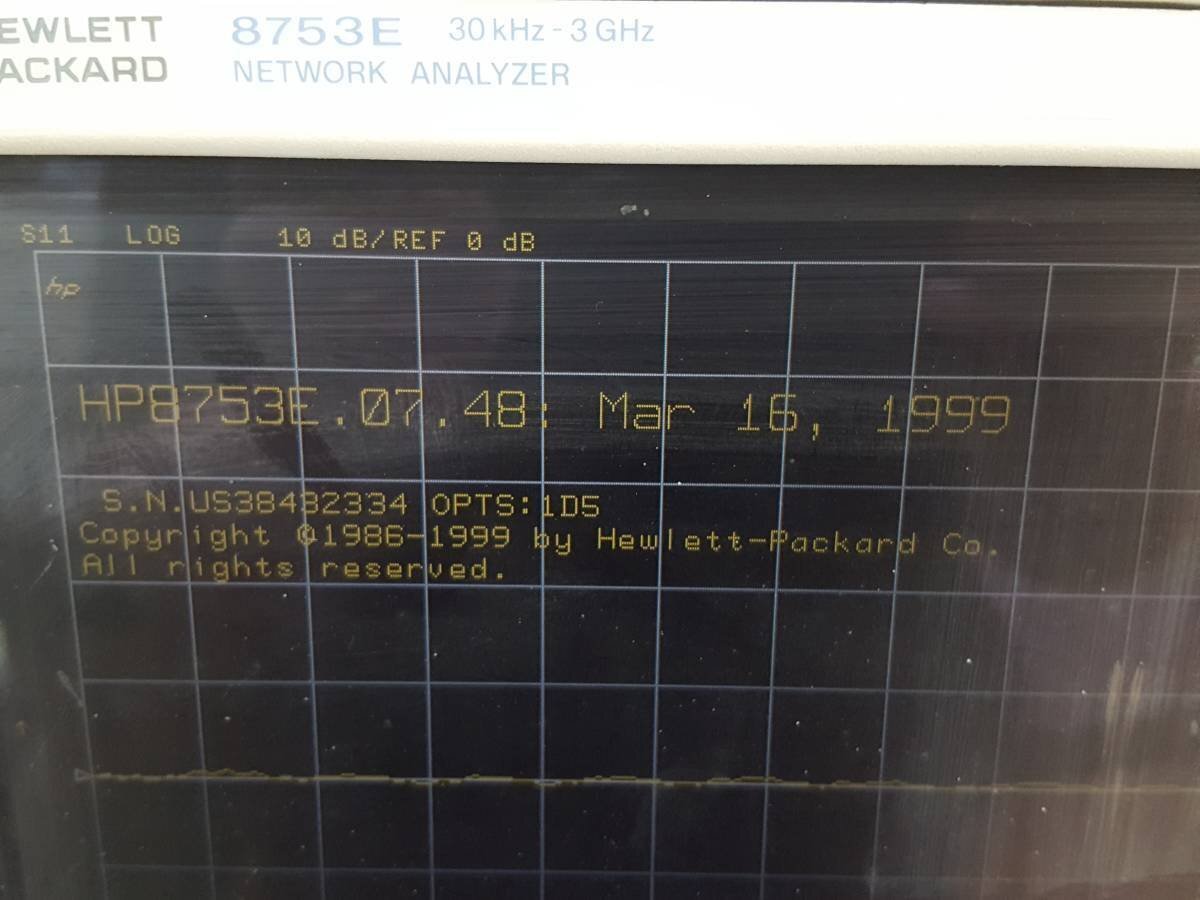 EWLETT 8753E 30 kHz - 3 GHz
ACKARD NETWORK ANALYZER
S11 LOG 10 dB/REF 0 dB
hp
HP8753E.07.48: Mar 16, 1999
S.N.US38432334 OPTS:1D5
Copyright ©1986-1999 by Hewlett-Packard Co.
All rights reserved.